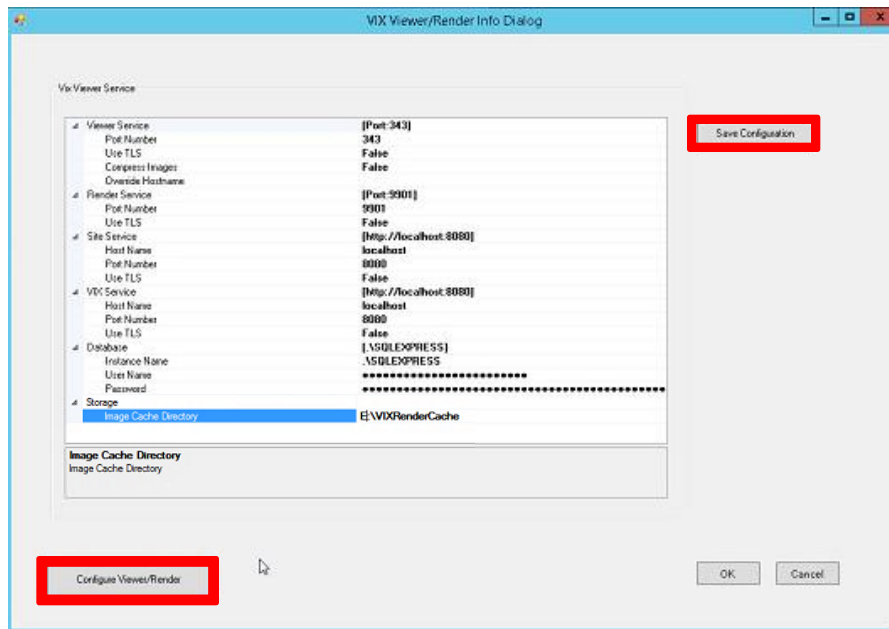 VIX Viewer/Render Info Dialog
Vix Viewer Service
Viewer Service [Port:343]
Port Number 343
Use TLS False
Compress Images False
Override Hostname
Render Service [Port:9901]
Port Number 9901
Use TLS False
Site Service [http://localhost:8080]
Host Name localhost
Port Number 8080
Use TLS False
VIX Service [http://localhost:8080]
Host Name localhost
Port Number 8080
Use TLS False
Database [.\SQLEXPRESS]
Instance Name .\SQLEXPRESS
User Name
Password
Storage
Image Cache Directory E:\VIXRenderCache
Image Cache Directory
Image Cache Directory
Save Configuration
Configure Viewer/Render
OK Cancel